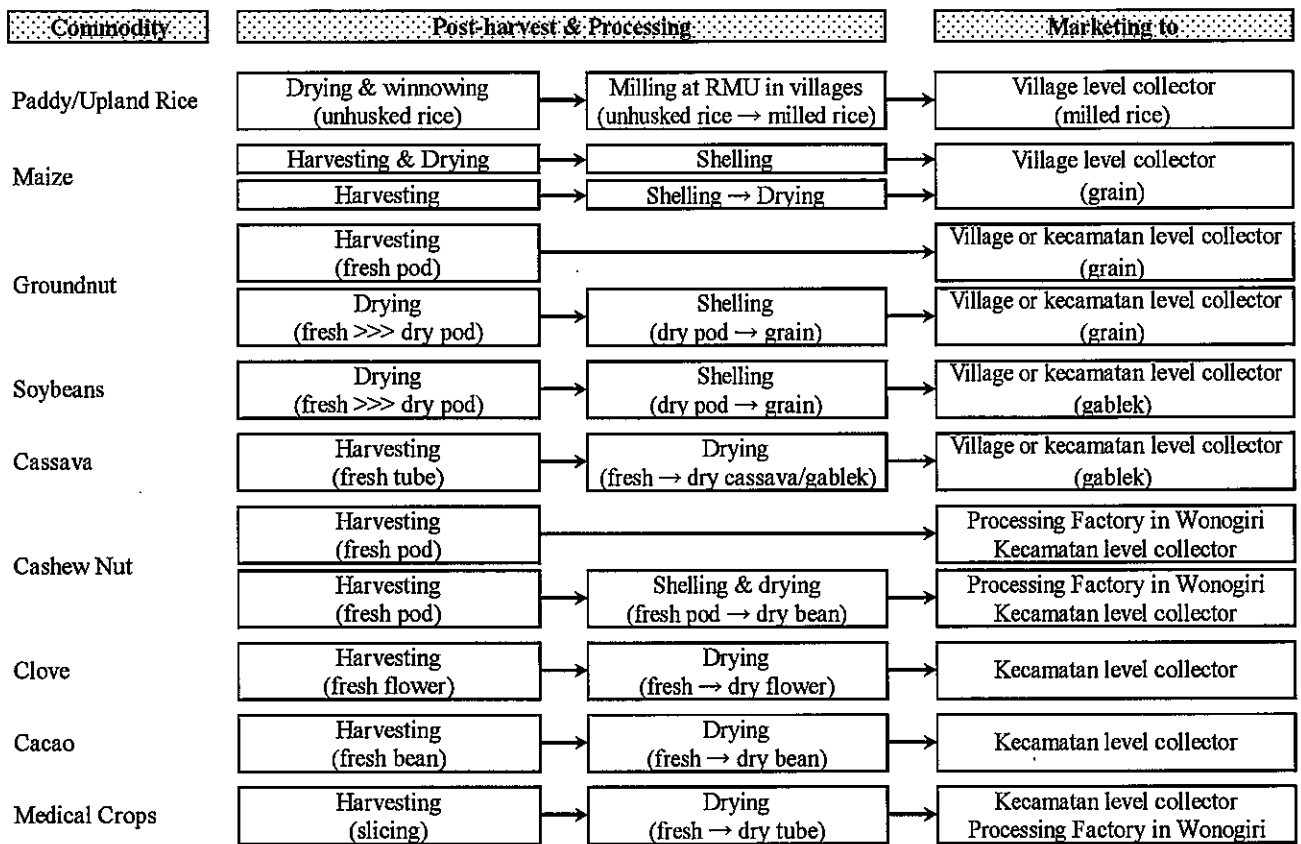 Commodity Post-harvest & Processing Marketing to
Paddy/Upland Rice
Drying & winnowing
(unhusked rice)
Milling at RMU in villages
(unhusked rice → milled rice)
Village level collector
(milled rice)
Maize
Harvesting & Drying
Shelling
Harvesting
Shelling → Drying
Village level collector
(grain)
Groundnut
Harvesting
(fresh pod)
Village or kecamatan level collector
(grain)
Drying
(fresh >>> dry pod)
Shelling
(dry pod → grain)
Village or kecamatan level collector
(grain)
Soybeans
Drying
(fresh >>> dry pod)
Shelling
(dry pod → grain)
Village or kecamatan level collector
(gablek)
Cassava
Harvesting
(fresh tube)
Drying
(fresh → dry cassava/gablek)
Village or kecamatan level collector
(gablek)
Cashew Nut
Harvesting
(fresh pod)
Processing Factory in Wonogiri
Kecamatan level collector
Harvesting
(fresh pod)
Shelling & drying
(fresh pod → dry bean)
Processing Factory in Wonogiri
Kecamatan level collector
Clove
Harvesting
(fresh flower)
Drying
(fresh → dry flower)
Kecamatan level collector
Cacao
Harvesting
(fresh bean)
Drying
(fresh → dry bean)
Kecamatan level collector
Medical Crops
Harvesting
(slicing)
Drying
(fresh → dry tube)
Kecamatan level collector
Processing Factory in Wonogiri